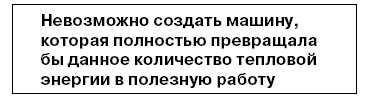 Невозможно создать машину,
которая полностью превращала
бы данное количество тепловой
энергии в полезную работу